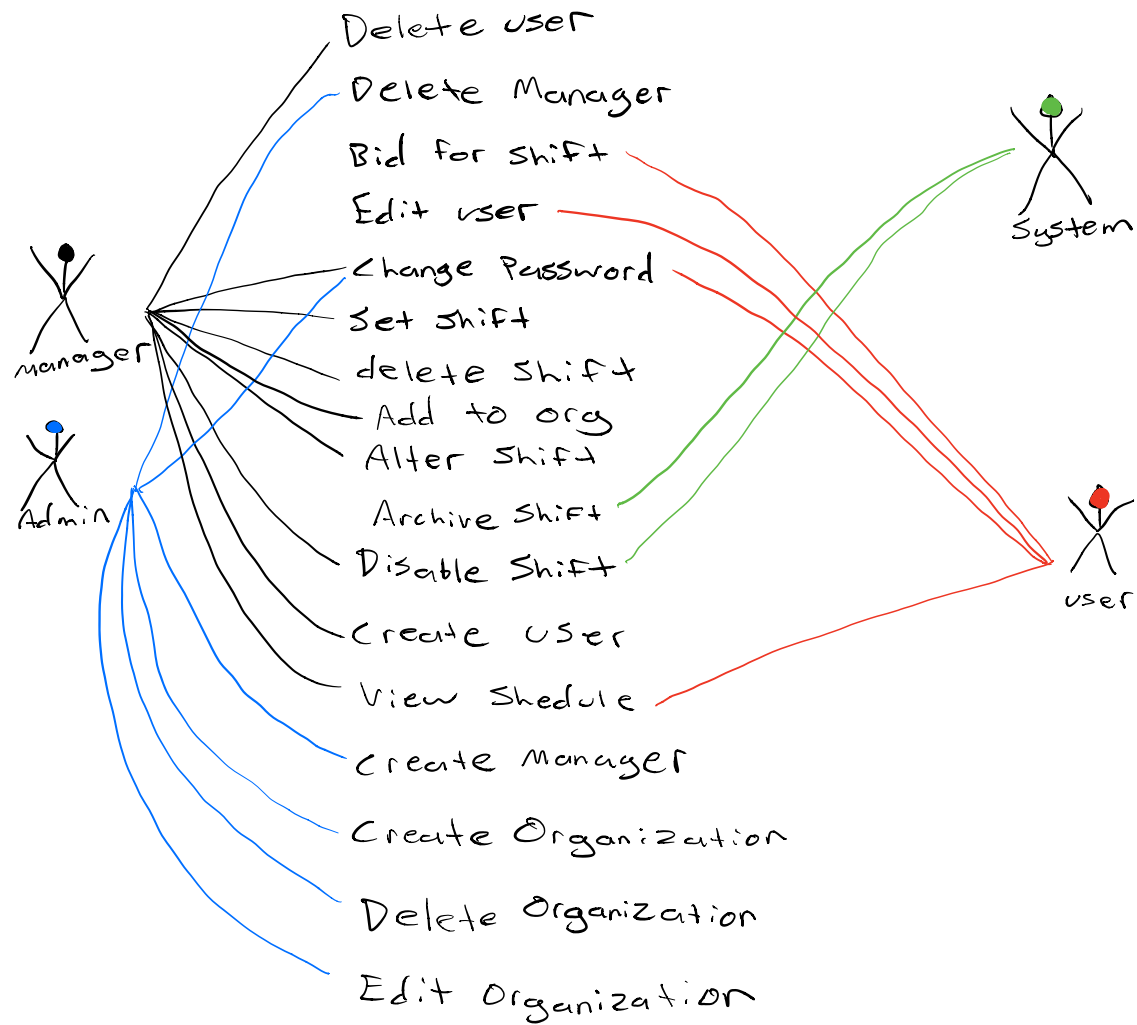 Delete user
Delete Manager
Bid for shift
Edit user
Change Password
Set shift
delete shift
Add to org
Alter Shift
Archive shift
Disable Shift
Create user
View Shedule
Create Manager
Create Organization
Delete Organization
Edit Organization
Manager
Admin
System
user